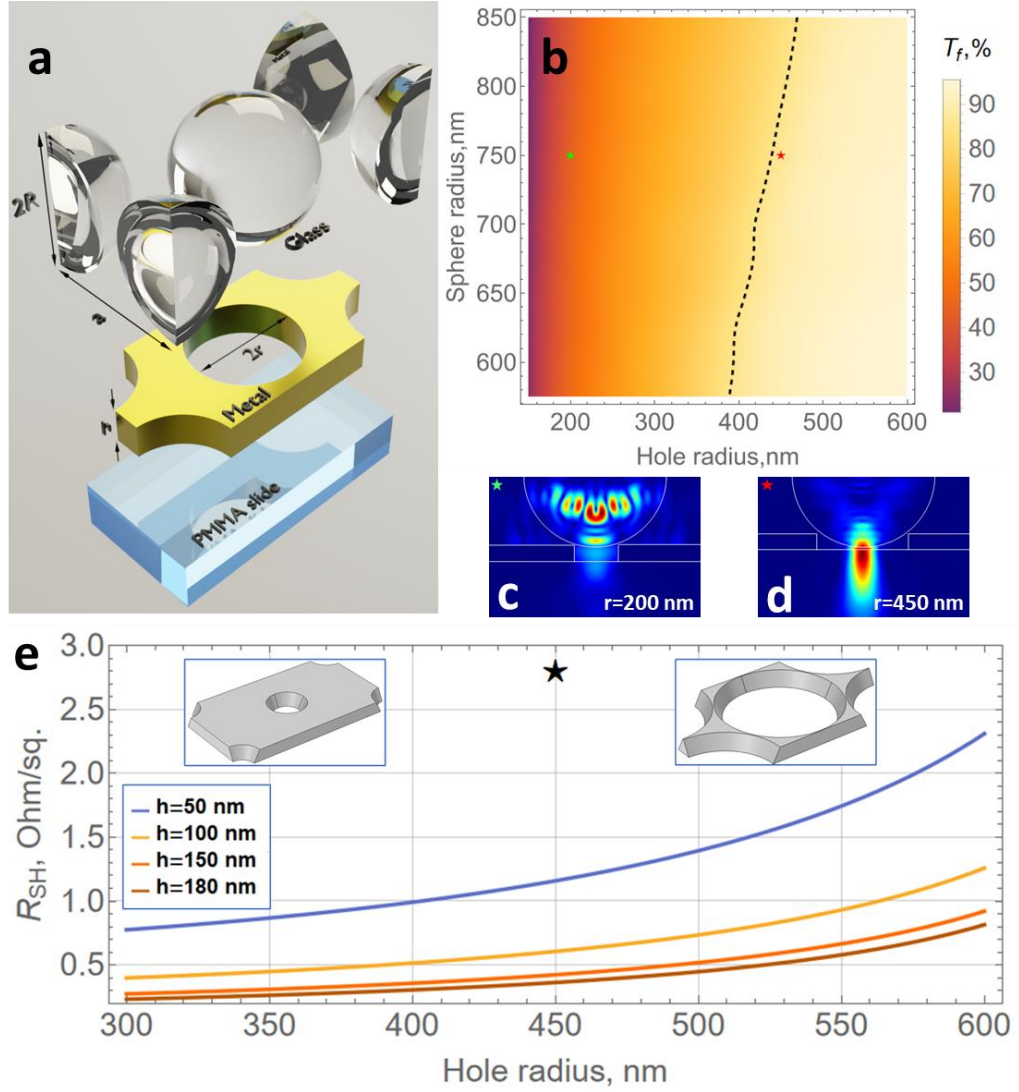 a
2R
a
Glass
2r
Metal
PMMA slide
b
850
800
750
700
650
600
Sphere radius,nm
200
300
400
500
600
Hole radius,nm
T_f,%
90
80
70
60
50
40
30
c
r=200 nm
d
r=450 nm
e
3.0
2.5
2.0
1.5
1.0
0.5
R_SH, Ohm/sq.
h=50 nm
h=100 nm
h=150 nm
h=180 nm
300
350
400
450
500
550
600
Hole radius, nm